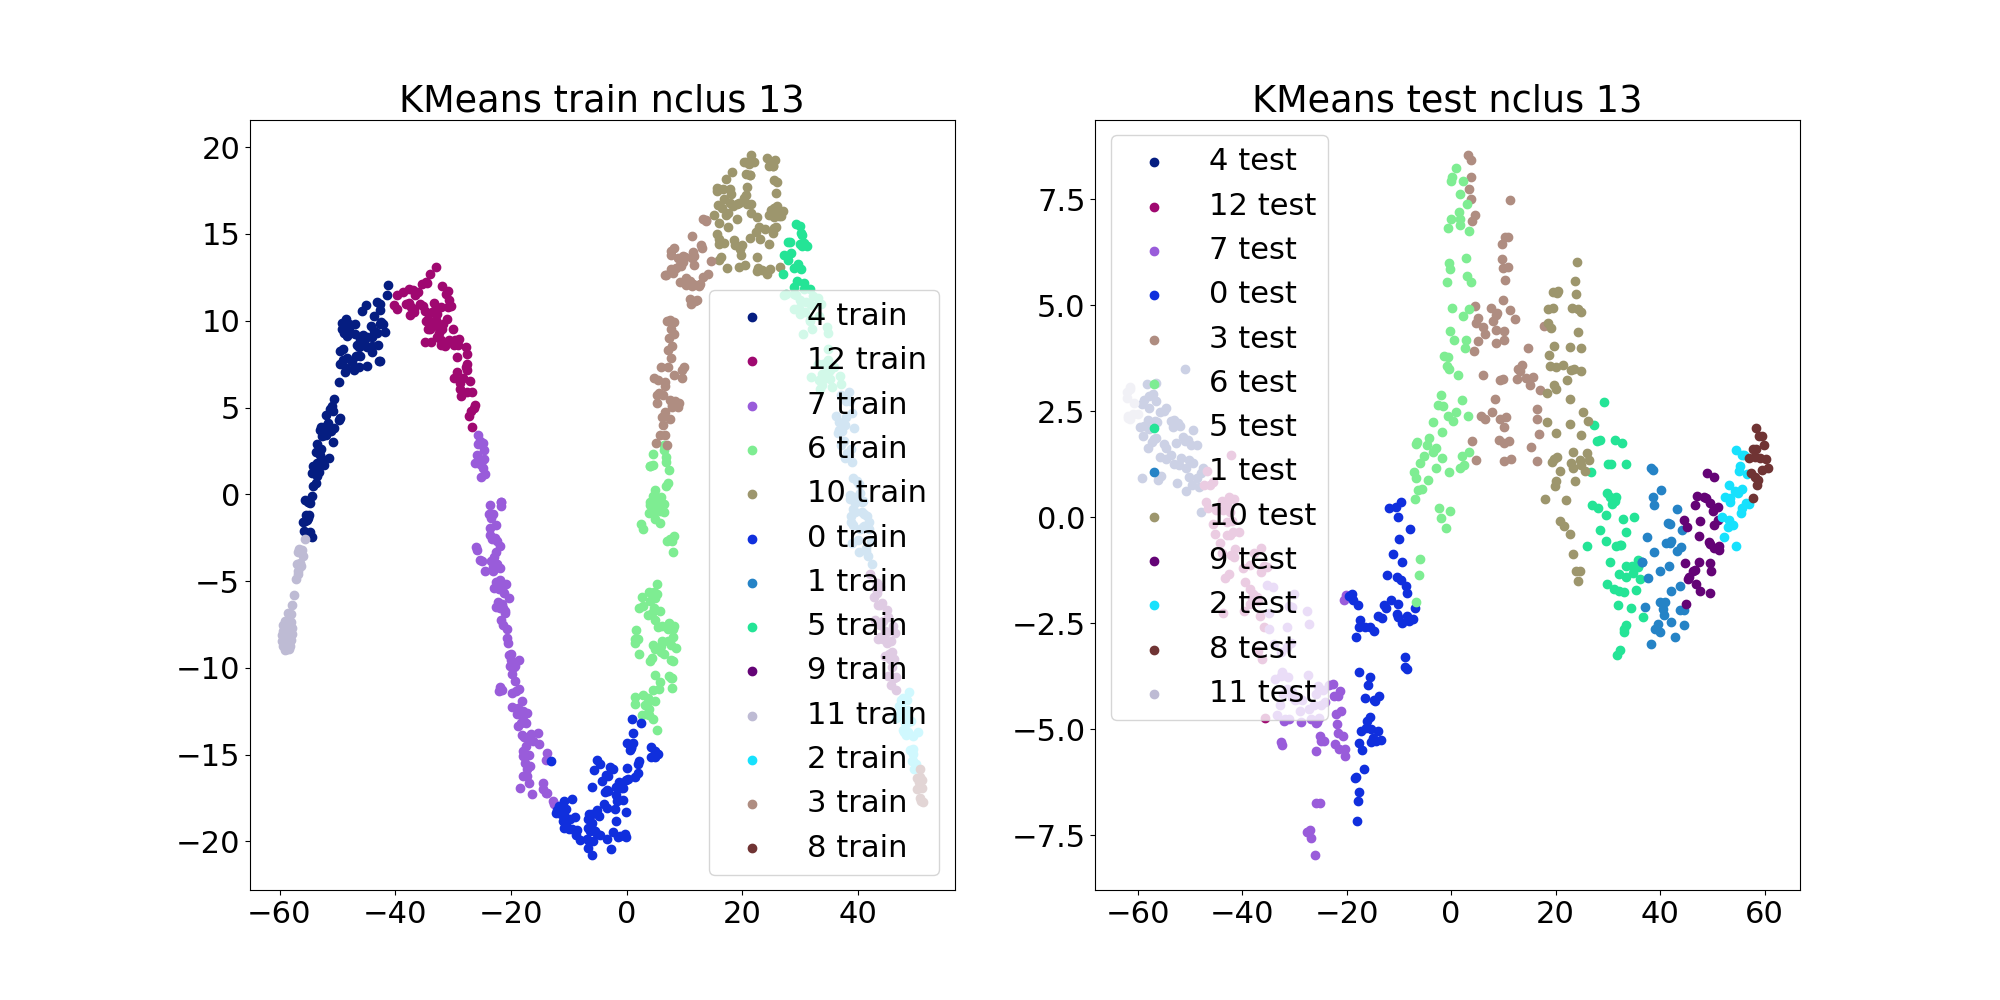 KMeans train nclus 13
20
15
10
5
0
−5
−10
−15
−20
−60
−40
−20
0
20
40
4 train
12 train
7 train
6 train
10 train
0 train
1 train
5 train
9 train
11 train
2 train
3 train
8 train
KMeans test nclus 13
7.5
5.0
2.5
0.0
−2.5
−5.0
−7.5
−60
−40
−20
0
20
40
60
4 test
12 test
7 test
0 test
3 test
6 test
5 test
1 test
10 test
9 test
2 test
8 test
11 test